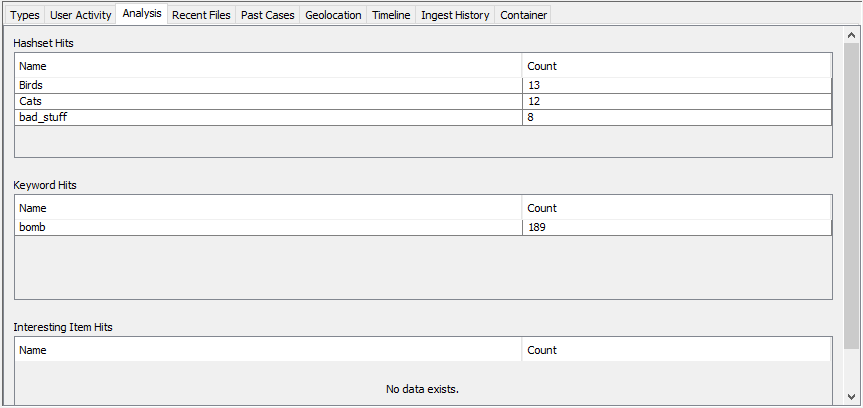 Types User Activity Analysis Recent Files Past Cases Geolocation Timeline Ingest History Container
Hashset Hits
Name Count
Birds 13
Cats 12
bad_stuff 8
Keyword Hits
Name Count
bomb 189
Interesting Item Hits
Name Count
No data exists.